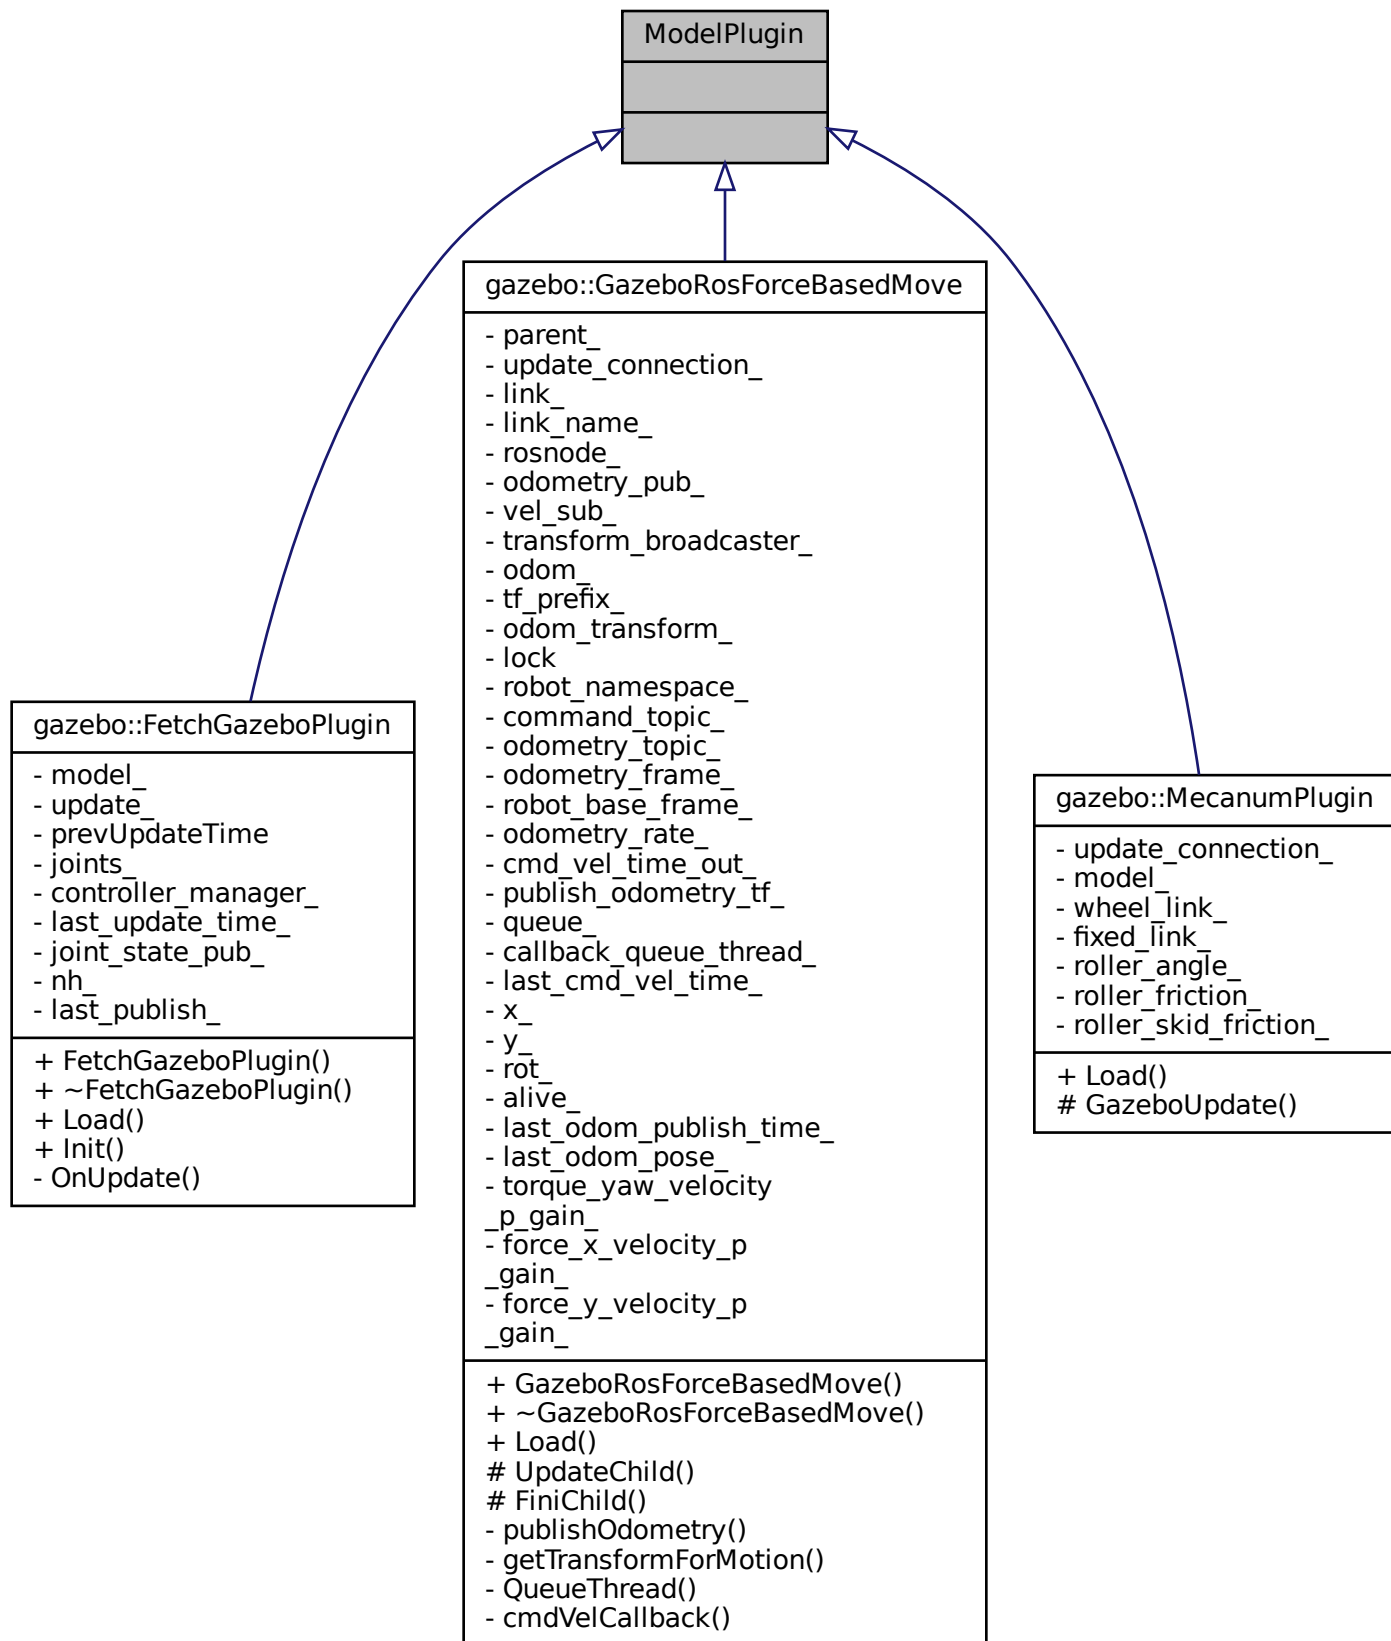 ModelPlugin
gazebo::GazeboRosForceBasedMove
- parent_
- update_connection_
- link_
- link_name_
- rosnode_
- odometry_pub_
- vel_sub_
- transform_broadcaster_
- odom_
- tf_prefix_
- odom_transform_
- lock
- robot_namespace_
- command_topic_
- odometry_topic_
- odometry_frame_
- robot_base_frame_
- odometry_rate_
- cmd_vel_time_out_
- publish_odometry_tf_
- queue_
- callback_queue_thread_
- last_cmd_vel_time_
- x_
- y_
- rot_
- alive_
- last_odom_publish_time_
- last_odom_pose_
- torque_yaw_velocity
_p_gain_
- force_x_velocity_p
_gain_
- force_y_velocity_p
_gain_
+ GazeboRosForceBasedMove()
+ ~GazeboRosForceBasedMove()
+ Load()
# UpdateChild()
# FiniChild()
- publishOdometry()
- getTransformForMotion()
- QueueThread()
- cmdVelCallback()
gazebo::FetchGazeboPlugin
- model_
- update_
- prevUpdateTime
- joints_
- controller_manager_
- last_update_time_
- joint_state_pub_
- nh_
- last_publish_
+ FetchGazeboPlugin()
+ ~FetchGazeboPlugin()
+ Load()
+ Init()
- OnUpdate()
gazebo::MecanumPlugin
- update_connection_
- model_
- wheel_link_
- fixed_link_
- roller_angle_
- roller_friction_
- roller_skid_friction_
+ Load()
# GazeboUpdate()